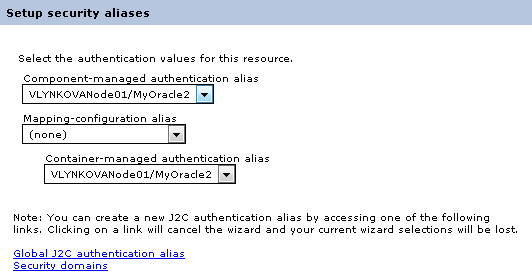 Setup security aliases
Select the authentication values for this resource.
Component-managed authentication alias
VLYNKOVANode01/MyOracle2
Mapping-configuration alias
(none)
Container-managed authentication alias
VLYNKOVANode01/MyOracle2
Note: You can create a new J2C authentication alias by accessing one of the following
links. Clicking on a link will cancel the wizard and your current wizard selections will be lost.
Global J2C authentication alias
Security domains